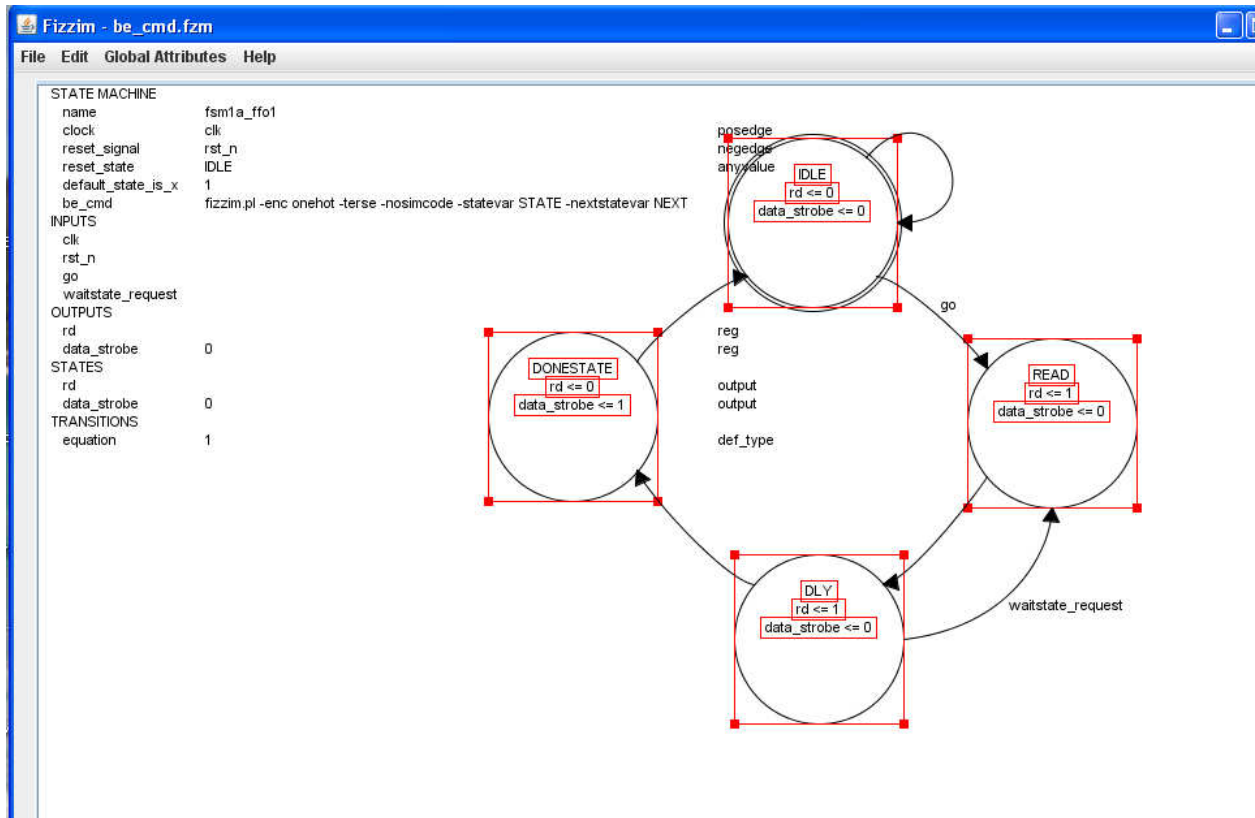 Fizzim - be_cmd.fzm
File Edit Global Attributes Help
STATE MACHINE
name fsm1a_ffo1
clock clk posedge
reset_signal rst_n negedge
reset_state IDLE anyvalue
default_state_is_x 1
be_cmd fizzim.pl -enc onehot -terse -nosimcode -statevar STATE -nextstatevar NEXT
INPUTS
clk
rst_n
go
waitstate_request
OUTPUTS
rd reg
data_strobe 0 reg
STATES
rd output
data_strobe 0 output
TRANSITIONS
equation 1 def_type
IDLE
rd <= 0
data_strobe <= 0
go
DONESTATE
rd <= 0
data_strobe <= 1
READ
rd <= 1
data_strobe <= 0
DLY
rd <= 1
data_strobe <= 0
waitstate_request